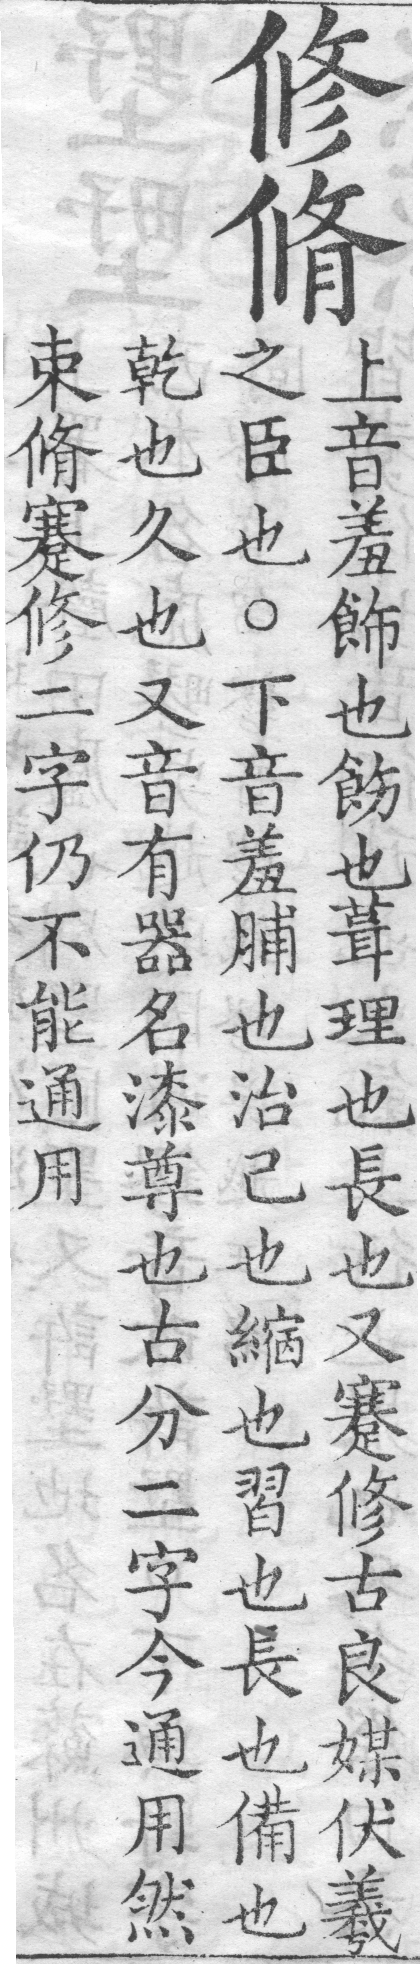 修脩
上音羞飾也飭也葺理也長也又蹇修古良媒伏羲
之臣也○下音羞脯也治己也縮也習也長也備也
乾也久也又音有器名漆尊也古分二字今通用然
束脩蹇修二字仍不能通用